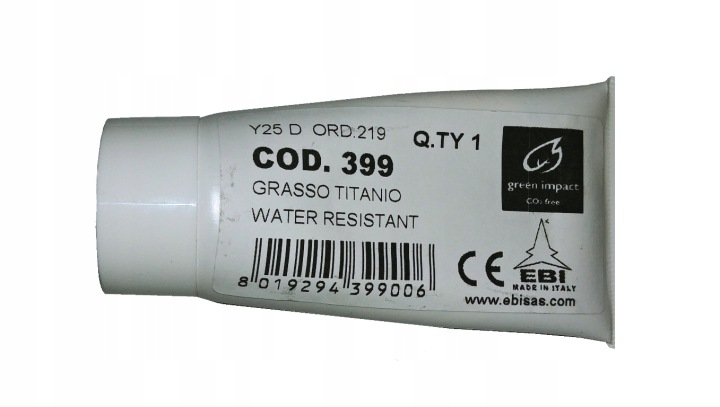 Y25 D ORD.219
Q.TY 1
COD. 399
GRASSO TITANIO
WATER RESISTANT
8 019294 399006
green impact
CO₂ free
CE
EBI
MADE IN ITALY
www.ebisas.com